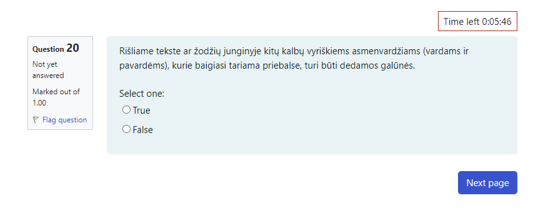 Time left 0:05:46
Question 20
Not yet
answered
Marked out of
1.00
Flag question
Rišliame tekste ar žodžių junginyje kitų kalbų vyriškiems asmenvardžiams (vardams ir
pavardėms), kurie baigiasi tariama priebalse, turi būti dedamos galūnės.
Select one:
True
False
Next page